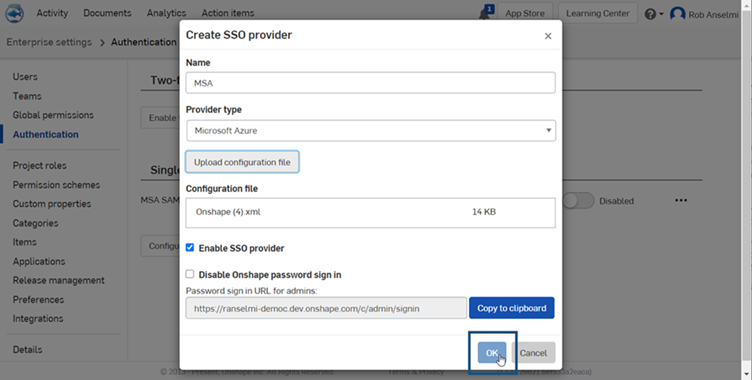 Activity Documents Analytics Action items 1 App Store Learning Center ? Rob Anselmi
Enterprise settings > Authentication
Users
Teams
Global permissions
Authentication
Project roles
Permission schemes
Custom properties
Categories
Items
Applications
Release management
Preferences
Integrations
Details
Two-f
Enable
Single
MSA SAM
Disabled
Configu
Create SSO provider ×
Name
MSA
Provider type
Microsoft Azure
Upload configuration file
Configuration file
Onshape (4).xml 14 KB
Enable SSO provider
Disable Onshape password sign in
Password sign in URL for admins:
https://ranselmi-democ.dev.onshape.com/c/admin/signin Copy to clipboard
OK Cancel
Present, Onshape Inc. All Rights Reserved. Terms & Privacy